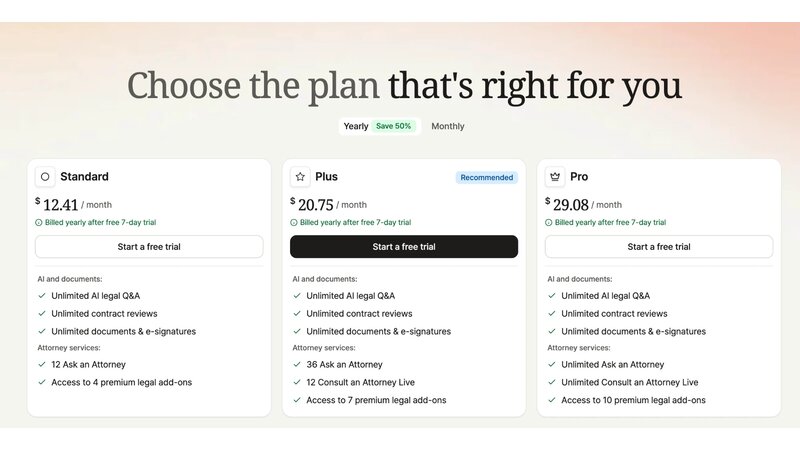 Choose the plan that's right for you
Yearly Save 50% Monthly
Standard
$ 12.41 / month
Billed yearly after free 7-day trial
Start a free trial
AI and documents:
Unlimited AI legal Q&A
Unlimited contract reviews
Unlimited documents & e-signatures
Attorney services:
12 Ask an Attorney
Access to 4 premium legal add-ons
Plus
Recommended
$ 20.75 / month
Billed yearly after free 7-day trial
Start a free trial
AI and documents:
Unlimited AI legal Q&A
Unlimited contract reviews
Unlimited documents & e-signatures
Attorney services:
36 Ask an Attorney
12 Consult an Attorney Live
Access to 7 premium legal add-ons
Pro
$ 29.08 / month
Billed yearly after free 7-day trial
Start a free trial
AI and documents:
Unlimited AI legal Q&A
Unlimited contract reviews
Unlimited documents & e-signatures
Attorney services:
Unlimited Ask an Attorney
Unlimited Consult an Attorney Live
Access to 10 premium legal add-ons